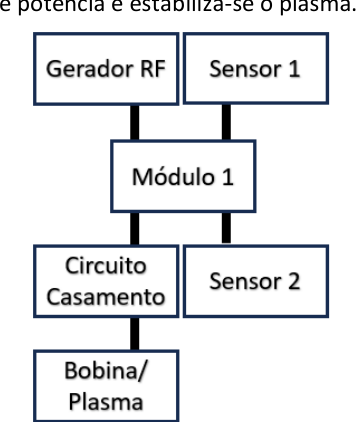 e potência e estabiliza-se o plasma.
Gerador RF
Sensor 1
Módulo 1
Circuito
Casamento
Sensor 2
Bobina/
Plasma